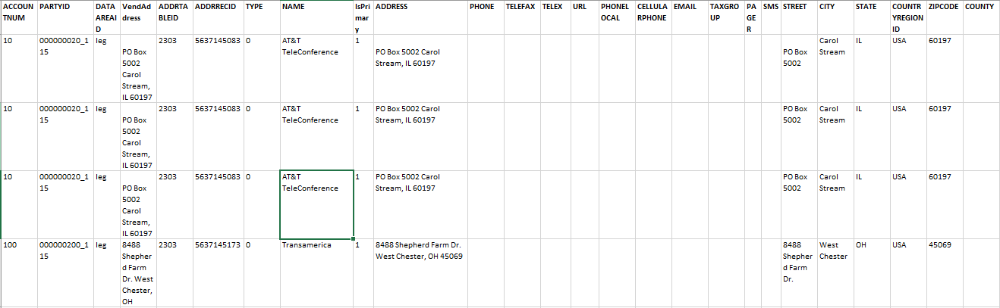 ACCOUNTNUM PARTYID DATAAREAID VendAddress ADDRTABLEID ADDRRECID TYPE NAME IsPrimary ADDRESS PHONE TELEFAX TELEX URL PHONELOCAL CELLULARPHONE EMAIL TAXGROUP PAGER SMS STREET CITY STATE COUNTRYREGIONID ZIPCODE COUNTY
10 000000020_115 leg PO Box 5002 Carol Stream, IL 60197 2303 5637145083 0 AT&T TeleConference 1 PO Box 5002 Carol Stream, IL 60197 PO Box 5002 Carol Stream IL USA 60197
10 000000020_115 leg PO Box 5002 Carol Stream, IL 60197 2303 5637145083 0 AT&T TeleConference 1 PO Box 5002 Carol Stream, IL 60197 PO Box 5002 Carol Stream IL USA 60197
10 000000020_115 leg PO Box 5002 Carol Stream, IL 60197 2303 5637145083 0 AT&T TeleConference 1 PO Box 5002 Carol Stream, IL 60197 PO Box 5002 Carol Stream IL USA 60197
100 000000200_115 leg 8488 Shepherd Farm Dr. West Chester, OH 2303 5637145173 0 Transamerica 1 8488 Shepherd Farm Dr. West Chester, OH 45069 8488 Shepherd Farm Dr. West Chester OH USA 45069